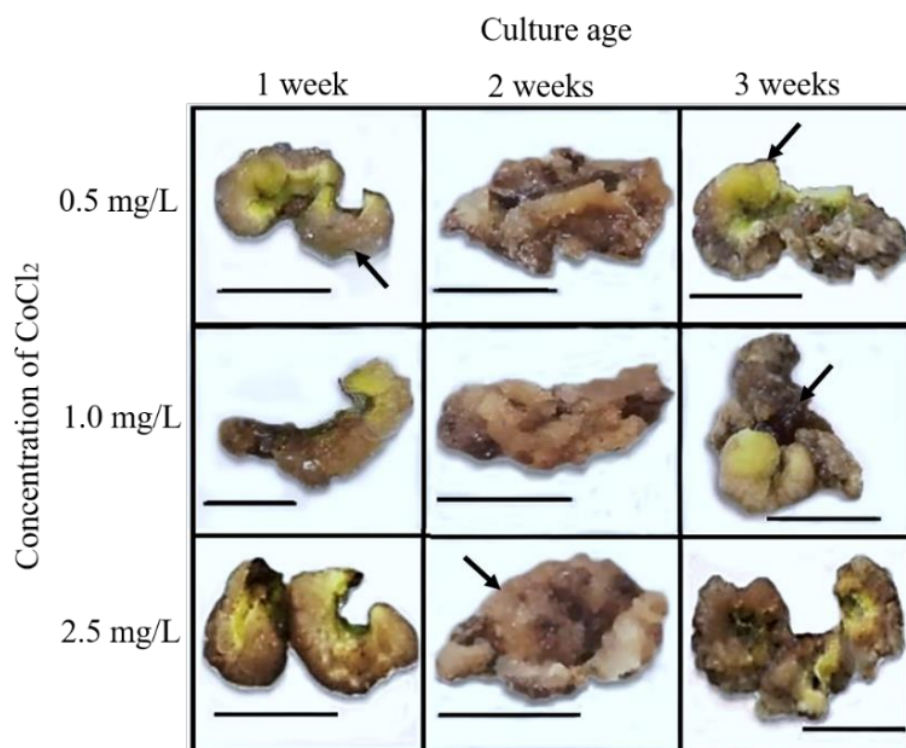 Culture age
1 week
2 weeks
3 weeks
Concentration of CoCl₂
0.5 mg/L
1.0 mg/L
2.5 mg/L